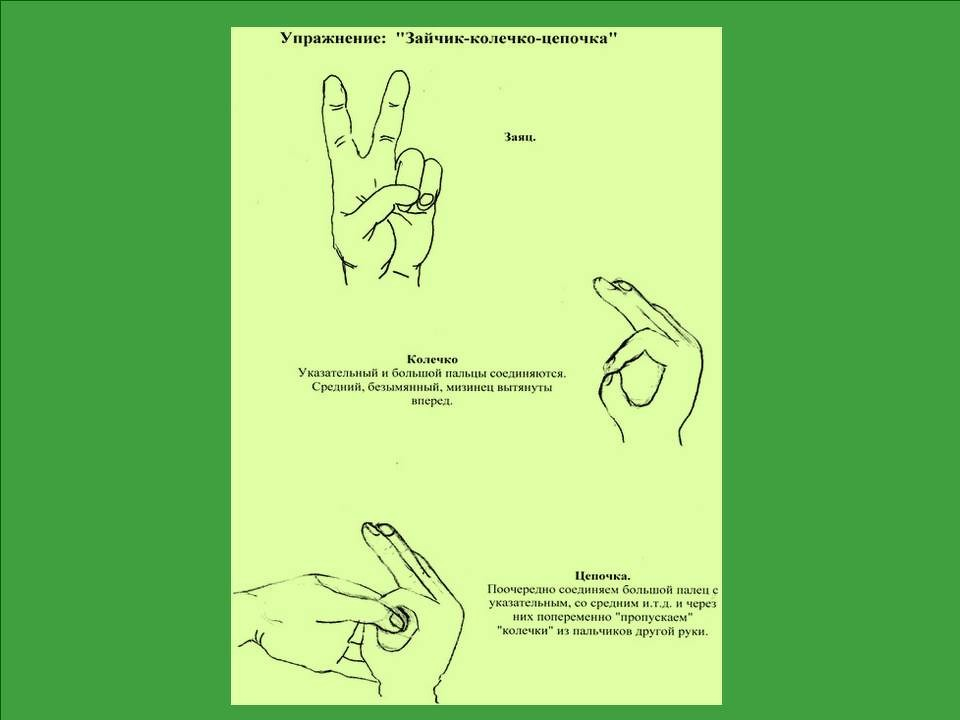 Упражнение: "Зайчик-колечко-цепочка"
Заяц.
Колечко
Указательный и большой пальцы соединяются.
Средний, безымянный, мизинец вытянуты
вперед.
Цепочка.
Поочередно соединяем большой палец с
указательным, со средним и.т.д. и через
них попеременно "пропускаем"
"колечки" из пальчиков другой руки.